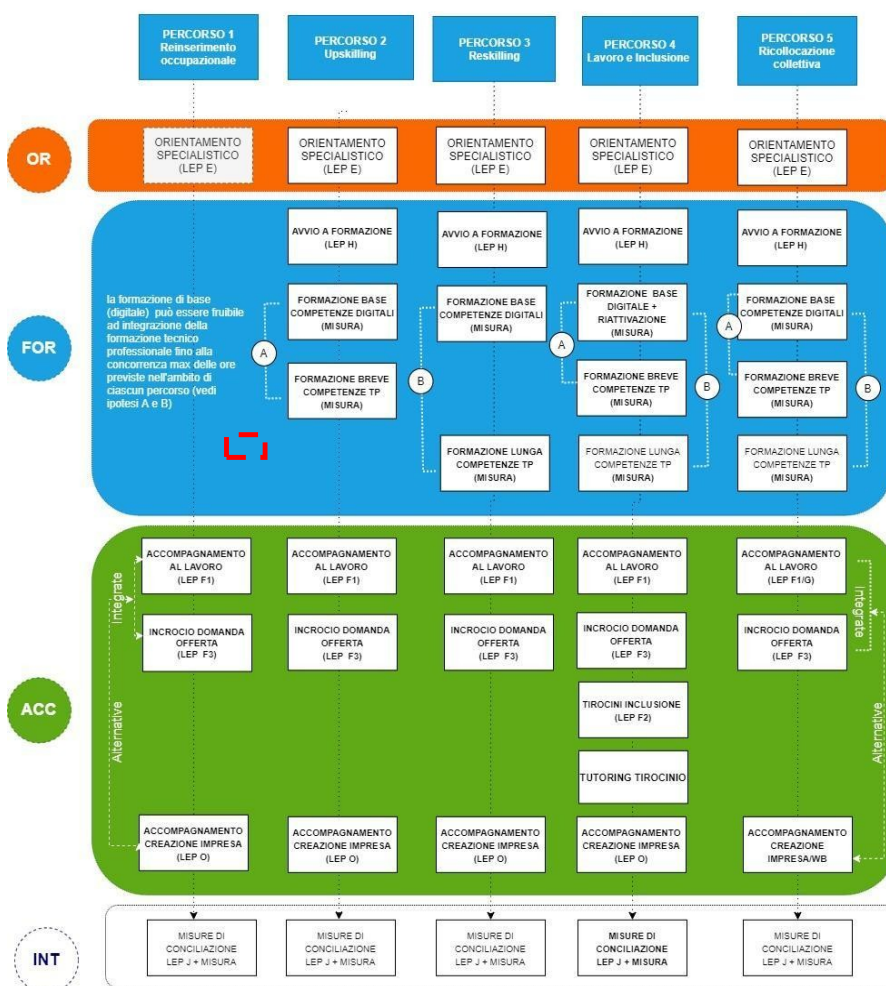 PERCORSO 1
Reinserimento
occupazionale
PERCORSO 2
Upskilling
PERCORSO 3
Reskilling
PERCORSO 4
Lavoro e Inclusione
PERCORSO 5
Ricollocazione
collettiva
OR
ORIENTAMENTO
SPECIALISTICO
(LEP E)
ORIENTAMENTO
SPECIALISTICO
(LEP E)
ORIENTAMENTO
SPECIALISTICO
(LEP E)
ORIENTAMENTO
SPECIALISTICO
(LEP E)
ORIENTAMENTO
SPECIALISTICO
(LEP E)
FOR
la formazione di base
(digitale) può essere fruibile
ad integrazione della
formazione tecnico
professionale fino alla
concorrenza max delle ore
previste nell'ambito di
ciascun percorso (vedi
ipotesi A e B)
AVVIO A FORMAZIONE
(LEP H)
AVVIO A FORMAZIONE
(LEP H)
AVVIO A FORMAZIONE
(LEP H)
AVVIO A FORMAZIONE
(LEP H)
FORMAZIONE BASE
COMPETENZE DIGITALI
(MISURA)
FORMAZIONE BASE
COMPETENZE DIGITALI
(MISURA)
FORMAZIONE BASE
DIGITALE +
RIATTIVAZIONE
(MISURA)
FORMAZIONE BASE
COMPETENZE DIGITALI
(MISURA)
A
B
A
B
A
B
FORMAZIONE BREVE
COMPETENZE TP
(MISURA)
FORMAZIONE BREVE
COMPETENZE TP
(MISURA)
FORMAZIONE BREVE
COMPETENZE TP
(MISURA)
FORMAZIONE LUNGA
COMPETENZE TP
(MISURA)
FORMAZIONE LUNGA
COMPETENZE TP
(MISURA)
FORMAZIONE LUNGA
COMPETENZE TP
(MISURA)
ACC
Integrate
Alternative
ACCOMPAGNAMENTO
AL LAVORO
(LEP F1)
ACCOMPAGNAMENTO
AL LAVORO
(LEP F1)
ACCOMPAGNAMENTO
AL LAVORO
(LEP F1)
ACCOMPAGNAMENTO
AL LAVORO
(LEP F1)
ACCOMPAGNAMENTO
AL LAVORO
(LEP F1/G)
Integrate
Alternative
INCROCIO DOMANDA
OFFERTA
(LEP F3)
INCROCIO DOMANDA
OFFERTA
(LEP F3)
INCROCIO DOMANDA
OFFERTA
(LEP F3)
INCROCIO DOMANDA
OFFERTA
(LEP F3)
INCROCIO DOMANDA
OFFERTA
(LEP F3)
TIROCINI INCLUSIONE
(LEP F2)
TUTORING TIROCINIO
ACCOMPAGNAMENTO
CREAZIONE IMPRESA
(LEP O)
ACCOMPAGNAMENTO
CREAZIONE IMPRESA
(LEP O)
ACCOMPAGNAMENTO
CREAZIONE IMPRESA
(LEP O)
ACCOMPAGNAMENTO
CREAZIONE IMPRESA
(LEP O)
ACCOMPAGNAMENTO
CREAZIONE
IMPRESA/WB
INT
MISURE DI
CONCILIAZIONE
LEP J + MISURA
MISURE DI
CONCILIAZIONE
LEP J + MISURA
MISURE DI
CONCILIAZIONE
LEP J + MISURA
MISURE DI
CONCILIAZIONE
LEP J + MISURA
MISURE DI
CONCILIAZIONE
LEP J + MISURA